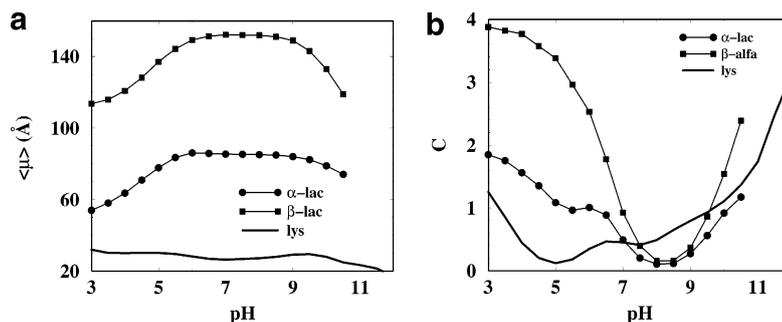 a
<μ> (Å)
140
100
60
20
α−lac
β−lac
lys
3 5 7 9 11
pH
b
C
4
3
2
1
0
α−lac
β−alfa
lys
3 5 7 9 11
pH